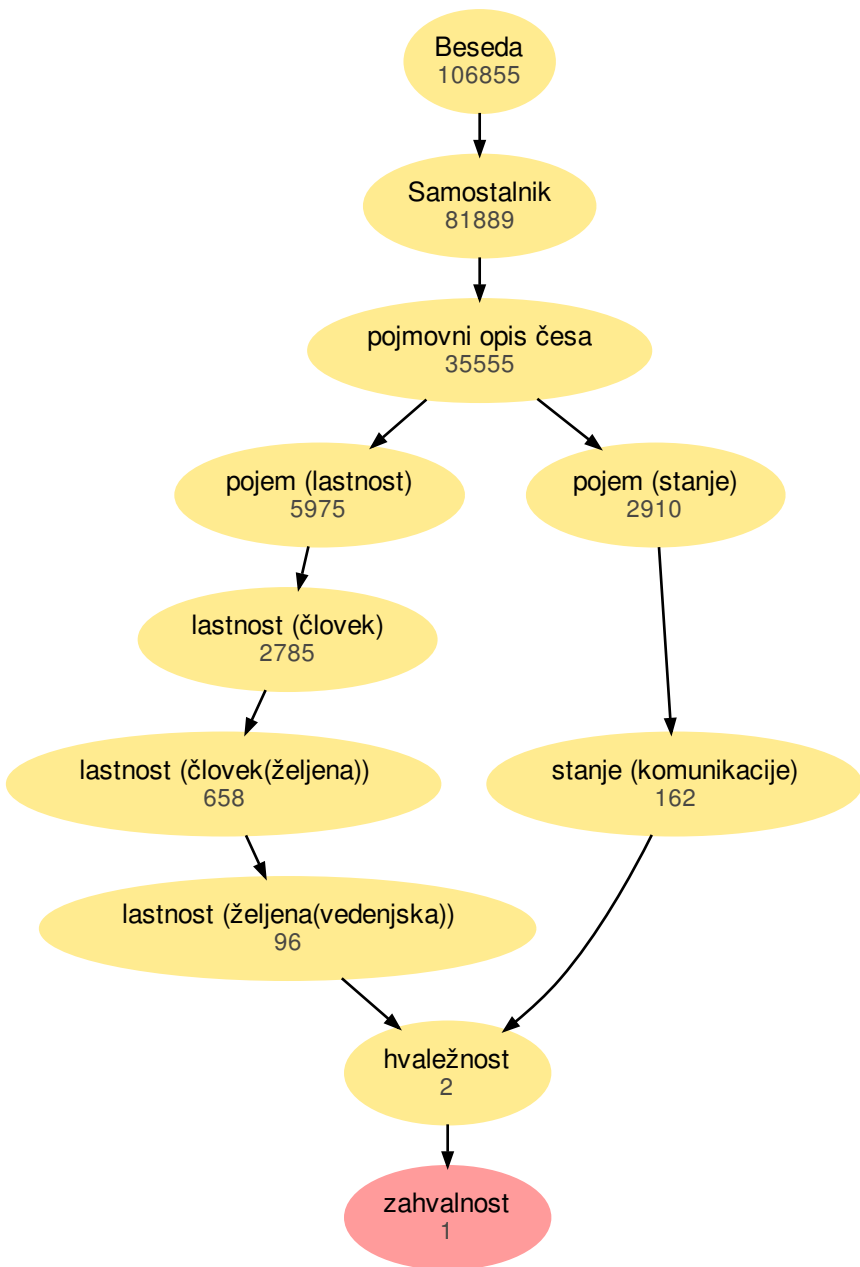 Beseda
106855
Samostalnik
81889
pojmovni opis česa
35555
pojem (lastnost)
5975
pojem (stanje)
2910
lastnost (človek)
2785
lastnost (človek(željena))
658
stanje (komunikacije)
162
lastnost (željena(vedenjska))
96
hvaležnost
2
zahvalnost
1